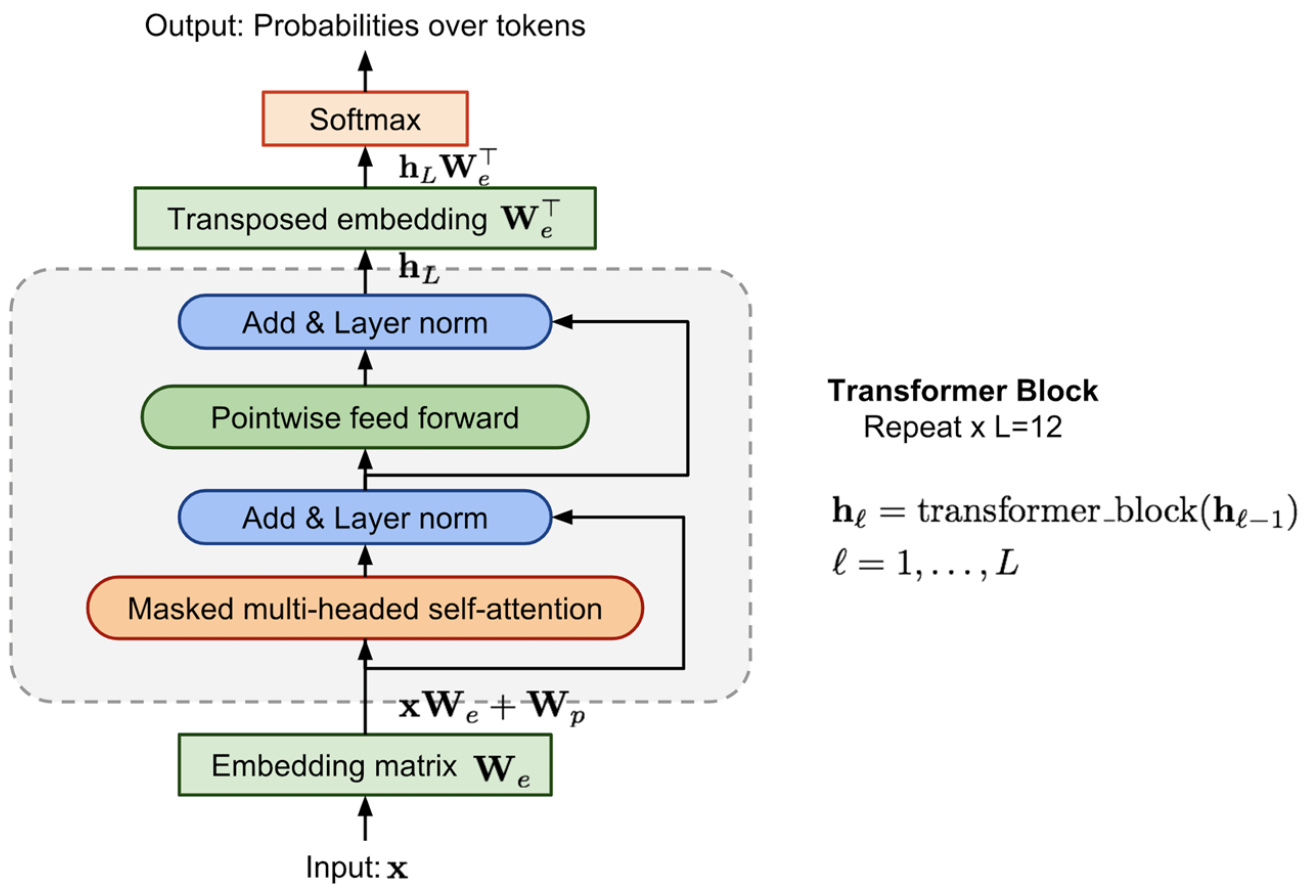 Output: Probabilities over tokens
Softmax
h_L W_e^⊤
Transposed embedding W_e^⊤
h_L
Add & Layer norm
Pointwise feed forward
Add & Layer norm
Masked multi-headed self-attention
xW_e + W_p
Embedding matrix W_e
Input: x
Transformer Block
Repeat x L=12
h_ℓ = transformer_block(h_{ℓ−1})
ℓ = 1, . . . , L